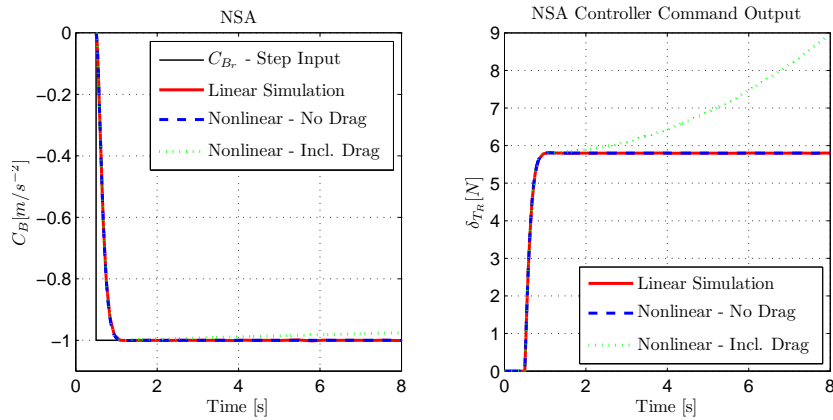 NSA
0
−0.2
−0.4
−0.6
−0.8
−1
C_B[m/s^{−2}]
0 2 4 6 8
Time [s]
C_{B_r} - Step Input
Linear Simulation
Nonlinear - No Drag
Nonlinear - Incl. Drag
NSA Controller Command Output
9
8
7
6
5
4
3
2
1
0
δ_{T_R}[N]
0 2 4 6 8
Time [s]
Linear Simulation
Nonlinear - No Drag
Nonlinear - Incl. Drag